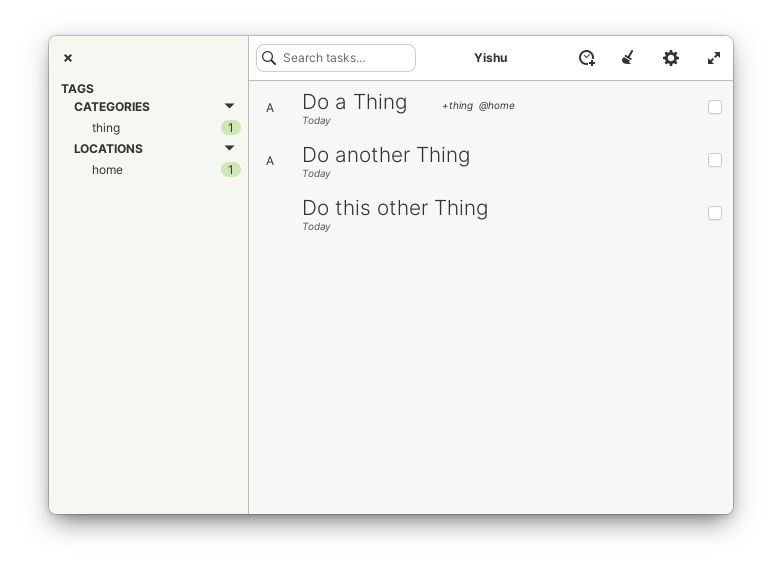 Search tasks...
Yishu
TAGS
CATEGORIES
thing 1
LOCATIONS
home 1
A Do a Thing +thing @home
Today
A Do another Thing
Today
Do this other Thing
Today